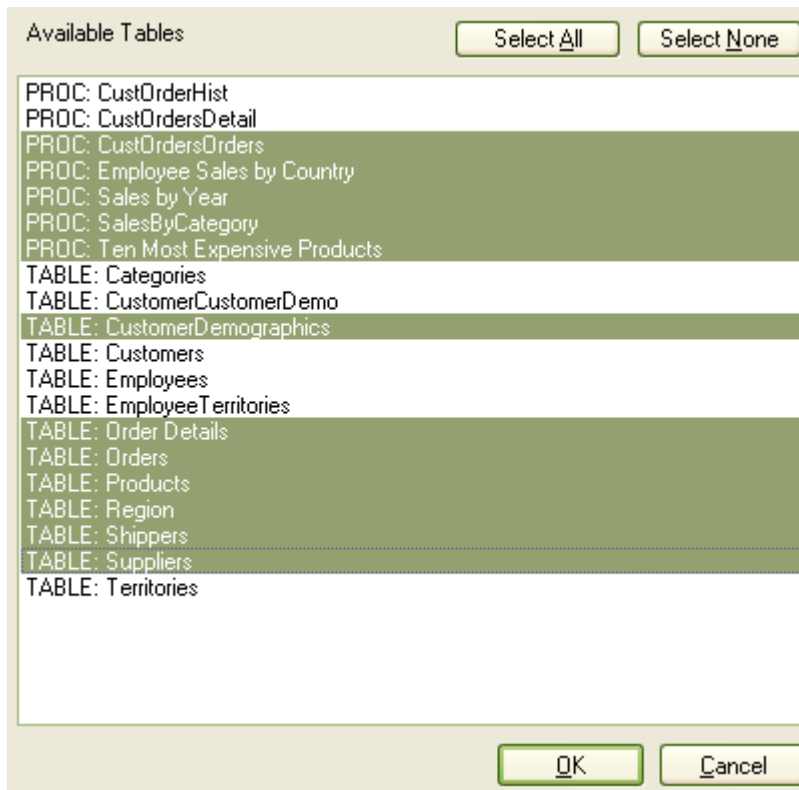 Available Tables
Select All
Select None
PROC: CustOrderHist
PROC: CustOrdersDetail
PROC: CustOrdersOrders
PROC: Employee Sales by Country
PROC: Sales by Year
PROC: SalesByCategory
PROC: Ten Most Expensive Products
TABLE: Categories
TABLE: CustomerCustomerDemo
TABLE: CustomerDemographics
TABLE: Customers
TABLE: Employees
TABLE: EmployeeTerritories
TABLE: Order Details
TABLE: Orders
TABLE: Products
TABLE: Region
TABLE: Shippers
TABLE: Suppliers
TABLE: Territories
OK
Cancel